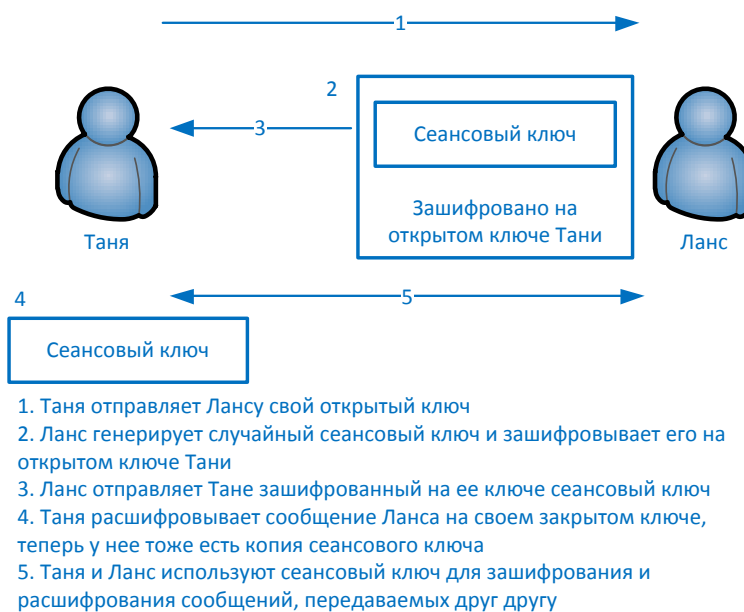 1
2
3
Сеансовый ключ
Зашифровано на
открытом ключе Тани
Таня
Ланс
4
5
Сеансовый ключ
1. Таня отправляет Лансу свой открытый ключ
2. Ланс генерирует случайный сеансовый ключ и зашифровывает его на
открытом ключе Тани
3. Ланс отправляет Тане зашифрованный на ее ключе сеансовый ключ
4. Таня расшифровывает сообщение Ланса на своем закрытом ключе,
теперь у нее тоже есть копия сеансового ключа
5. Таня и Ланс используют сеансовый ключ для зашифрования и
расшифрования сообщений, передаваемых друг другу